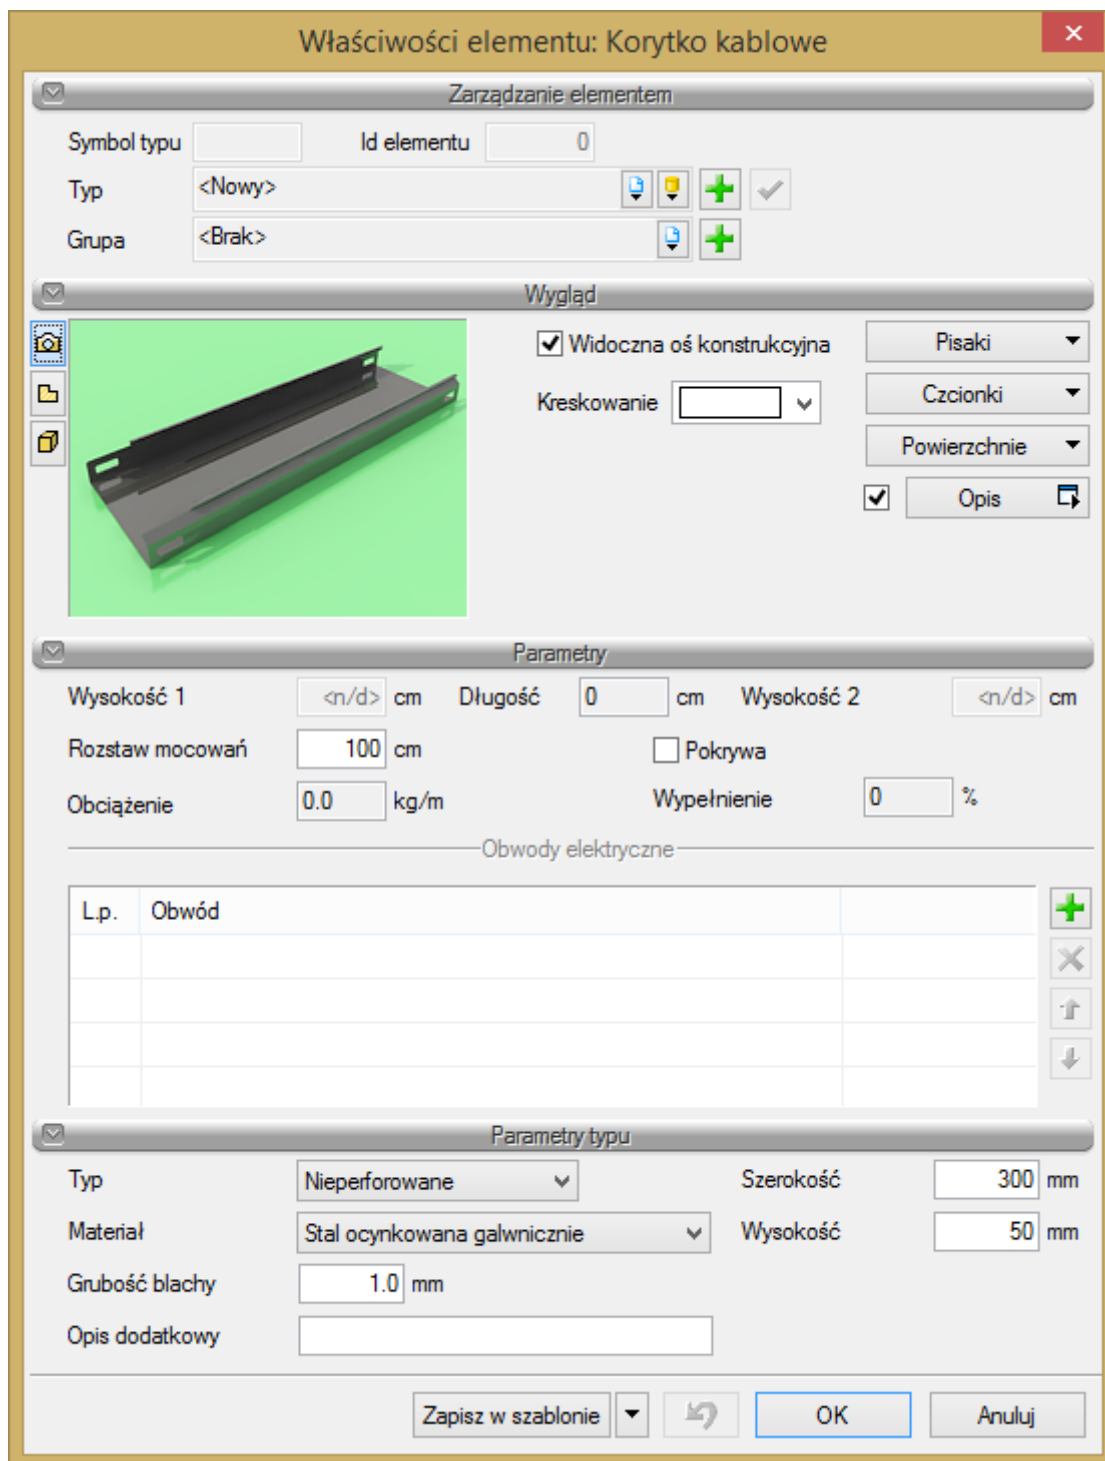 Właściwości elementu: Korytko kablowe
Zarządzanie elementem
Symbol typu Id elementu 0
Typ <Nowy>
Grupa <Brak>
Wygląd
Widoczna oś konstrukcyjna Pisaki
Kreskowanie Czcionki
Powierzchnie
Opis
Parametry
Wysokość 1 <n/d> cm Długość 0 cm Wysokość 2 <n/d> cm
Rozstaw mocowań 100 cm Pokrywa
Obciążenie 0.0 kg/m Wypełnienie 0 %
Obwody elektryczne
L.p. Obwód
Parametry typu
Typ Nieperforowane Szerokość 300 mm
Materiał Stal ocynkowana galwnicznie Wysokość 50 mm
Grubość blachy 1.0 mm
Opis dodatkowy
Zapisz w szablonie OK Anuluj